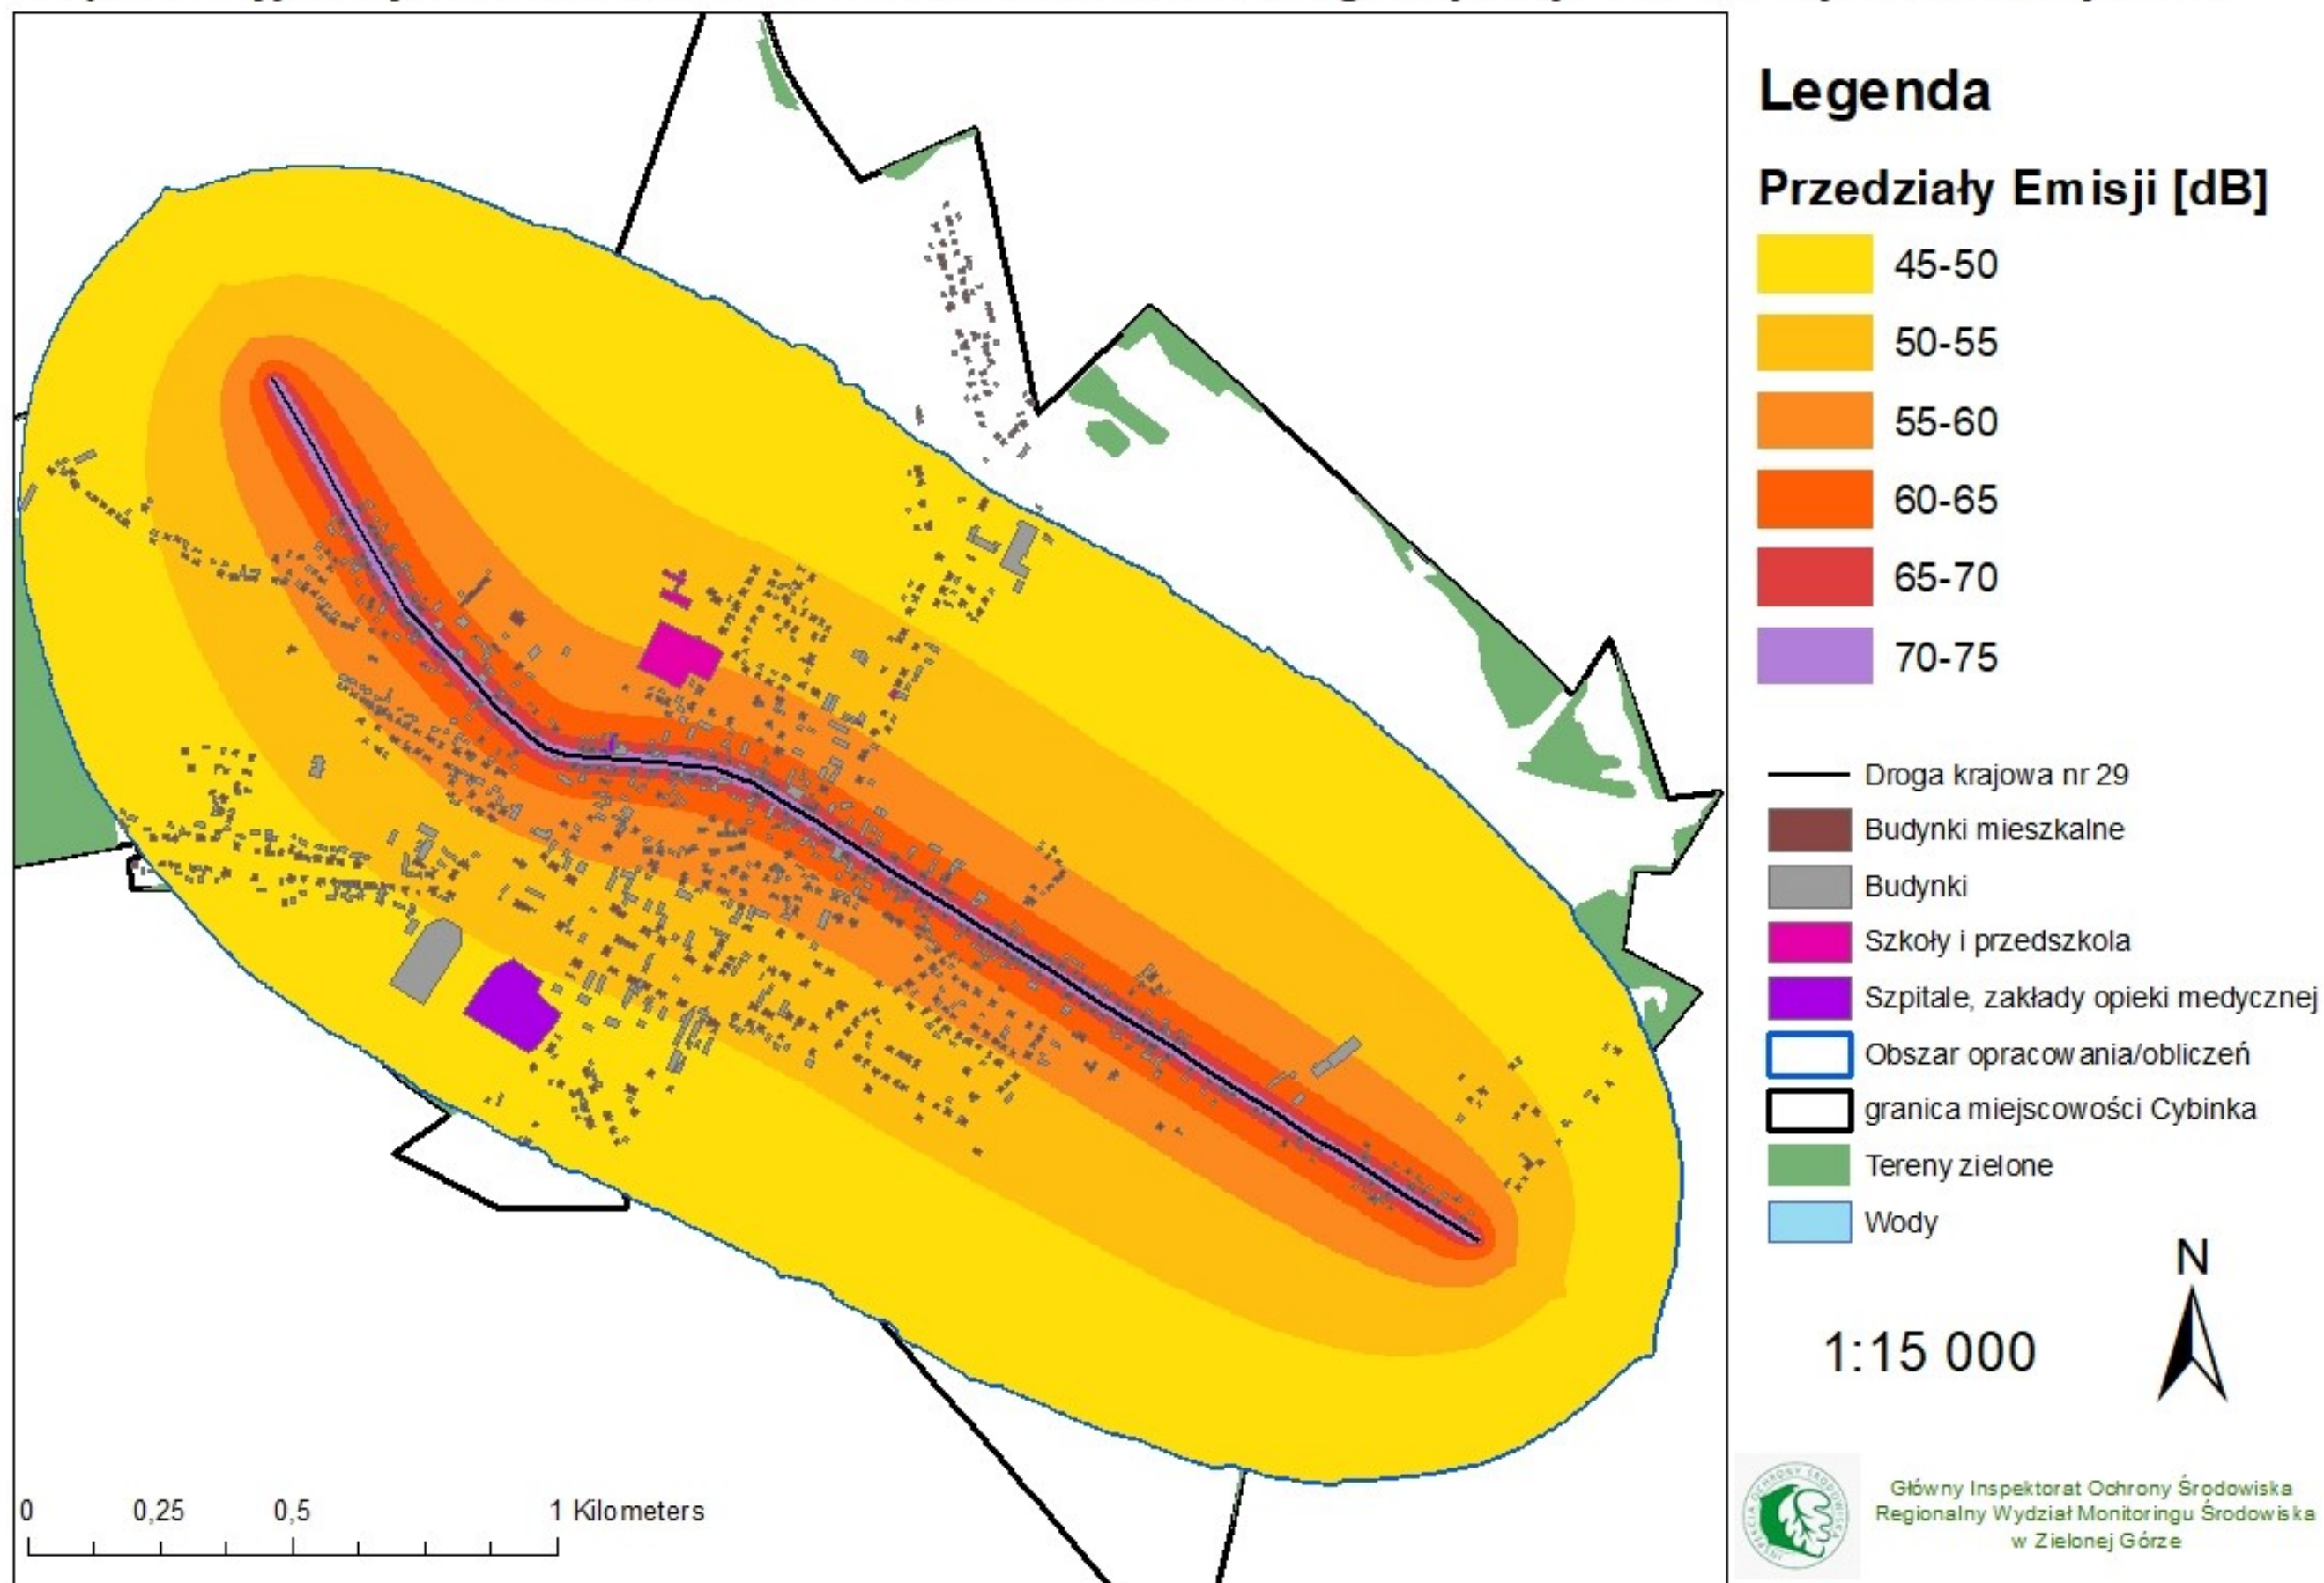 Legenda
Przedziały Emisji [dB]
45-50
50-55
55-60
60-65
65-70
70-75
Droga krajowa nr 29
Budynki mieszkalne
Budynki
Szkoły i przedszkola
Szpitale, zakłady opieki medycznej
Obszar opracowania/obliczeń
granica miejscowości Cybinka
Tereny zielone
Wody
N
1:15 000
0 0,25 0,5 1 Kilometers
INSPEKCJA OCHRONY ŚRODOWISKA
Główny Inspektorat Ochrony Środowiska
Regionalny Wydział Monitoringu Środowiska
w Zielonej Górze